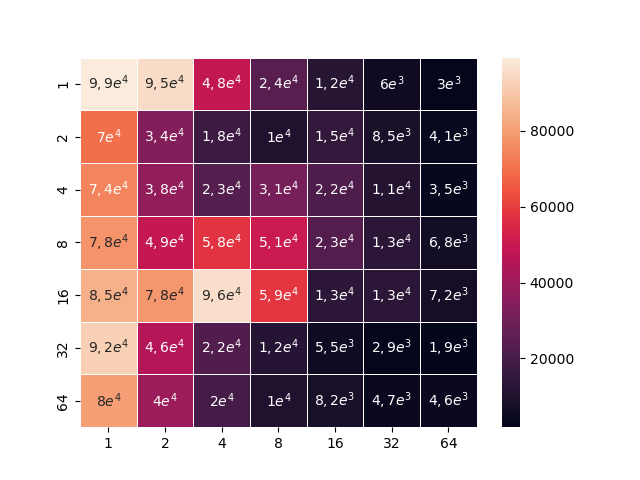 1 9,9e⁴ 9,5e⁴ 4,8e⁴ 2,4e⁴ 1,2e⁴ 6e³ 3e³
2 7e⁴ 3,4e⁴ 1,8e⁴ 1e⁴ 1,5e⁴ 8,5e³ 4,1e³
4 7,4e⁴ 3,8e⁴ 2,3e⁴ 3,1e⁴ 2,2e⁴ 1,1e⁴ 3,5e³
8 7,8e⁴ 4,9e⁴ 5,8e⁴ 5,1e⁴ 2,3e⁴ 1,3e⁴ 6,8e³
16 8,5e⁴ 7,8e⁴ 9,6e⁴ 5,9e⁴ 1,3e⁴ 1,3e⁴ 7,2e³
32 9,2e⁴ 4,6e⁴ 2,2e⁴ 1,2e⁴ 5,5e³ 2,9e³ 1,9e³
64 8e⁴ 4e⁴ 2e⁴ 1e⁴ 8,2e³ 4,7e³ 4,6e³
1 2 4 8 16 32 64
80000
60000
40000
20000